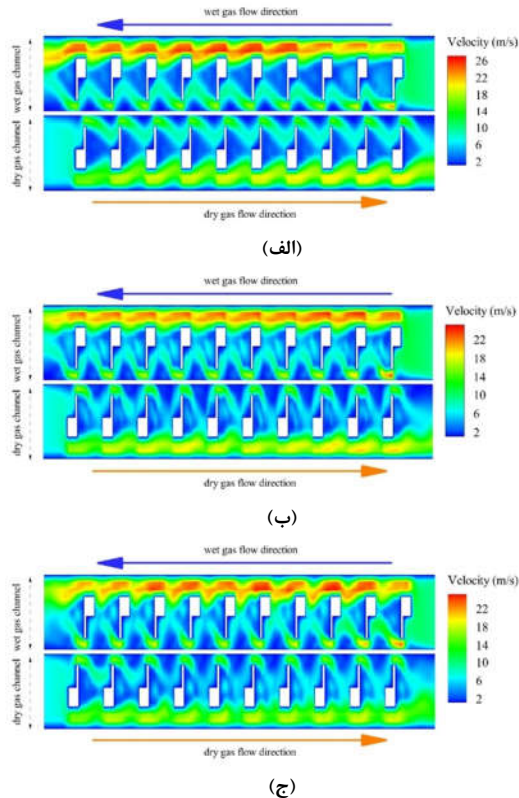 wet gas flow direction
Velocity (m/s)
wet gas channel
26
22
18
14
10
6
2
dry gas channel
dry gas flow direction
(الف)
wet gas flow direction
Velocity (m/s)
wet gas channel
22
18
14
10
6
2
dry gas channel
dry gas flow direction
(ب)
wet gas flow direction
Velocity (m/s)
wet gas channel
22
18
14
10
6
2
dry gas channel
dry gas flow direction
(ج)